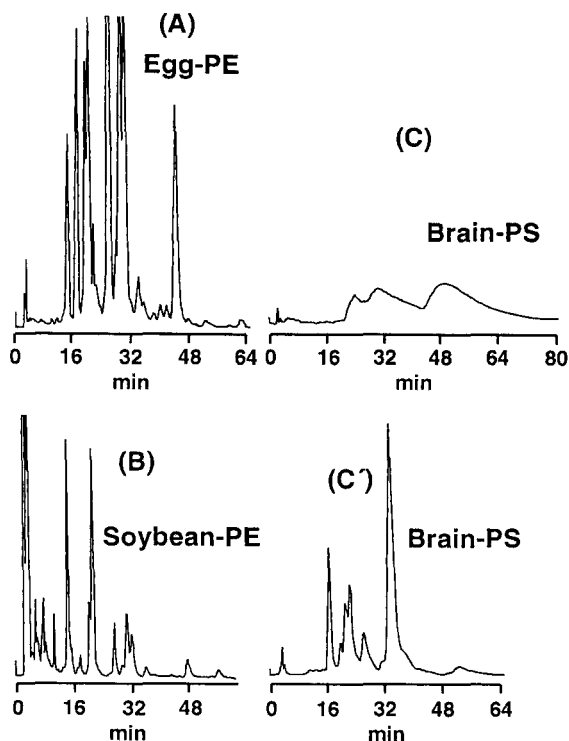 (A)
Egg-PE
0 16 32 48 64
min
(C)
Brain-PS
0 16 32 48 64 80
min
(B)
Soybean-PE
0 16 32 48
min
(C´)
Brain-PS
0 16 32 48 64
min